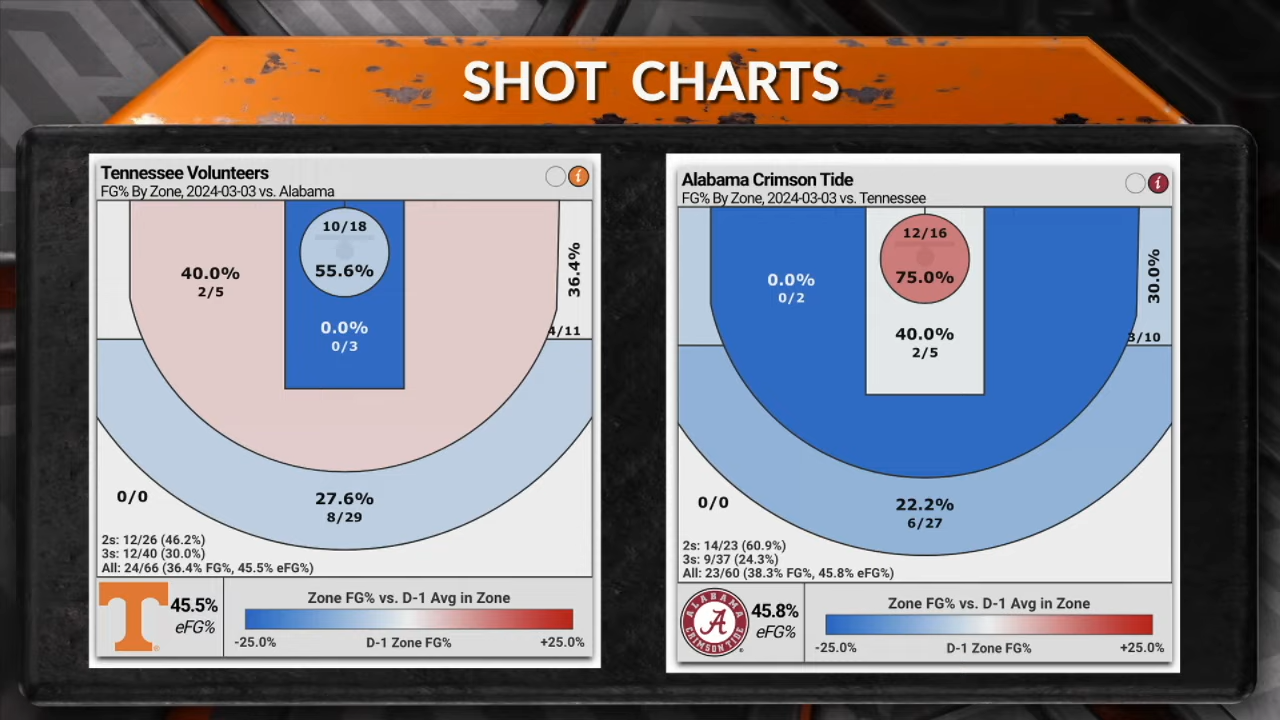 SHOT CHARTS
Tennessee Volunteers
FG% By Zone, 2024-03-03 vs. Alabama
i
10/18
55.6%
40.0%
2/5
36.4%
0.0%
0/3
4/11
27.6%
8/29
0/0
2s: 12/26 (46.2%)
3s: 12/40 (30.0%)
All: 24/66 (36.4% FG%, 45.5% eFG%)
T
45.5%
eFG%
Zone FG% vs. D-1 Avg in Zone
-25.0%
D-1 Zone FG%
+25.0%
Alabama Crimson Tide
FG% By Zone, 2024-03-03 vs. Tennessee
i
12/16
75.0%
0.0%
0/2
30.0%
40.0%
2/5
3/10
22.2%
6/27
0/0
2s: 14/23 (60.9%)
3s: 9/37 (24.3%)
All: 23/60 (38.3% FG%, 45.8% eFG%)
ALABAMA
A
CRIMSON TIDE
45.8%
eFG%
Zone FG% vs. D-1 Avg in Zone
-25.0%
D-1 Zone FG%
+25.0%